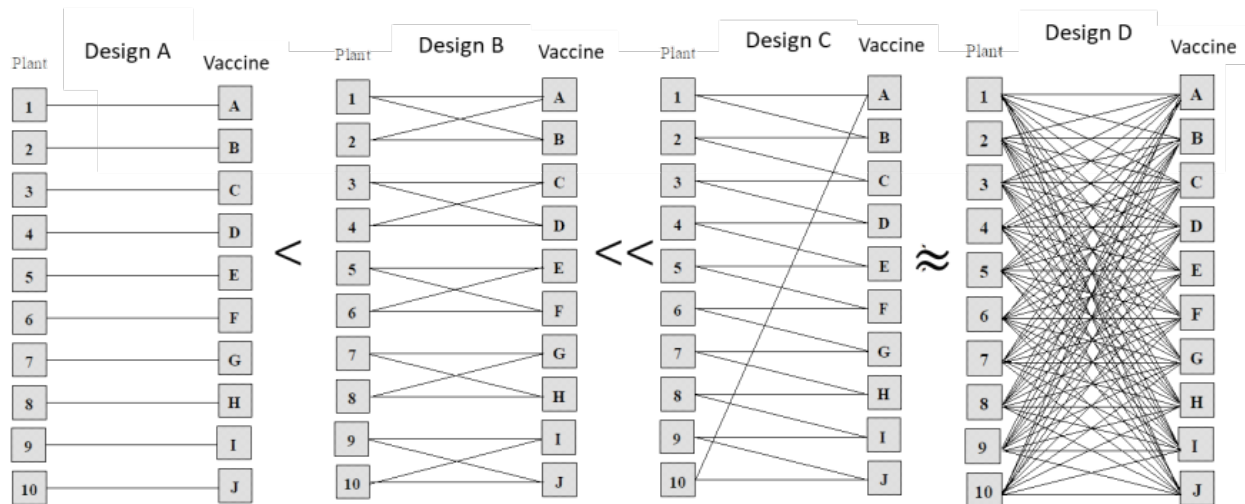 Design A
Plant Vaccine
1 A
2 B
3 C
4 D
5 E
6 F
7 G
8 H
9 I
10 J
<
Design B
Plant Vaccine
1 A
2 B
3 C
4 D
5 E
6 F
7 G
8 H
9 I
10 J
<<
Design C
Plant Vaccine
1 A
2 B
3 C
4 D
5 E
6 F
7 G
8 H
9 I
10 J
≈
Design D
Plant Vaccine
1 A
2 B
3 C
4 D
5 E
6 F
7 G
8 H
9 I
10 J